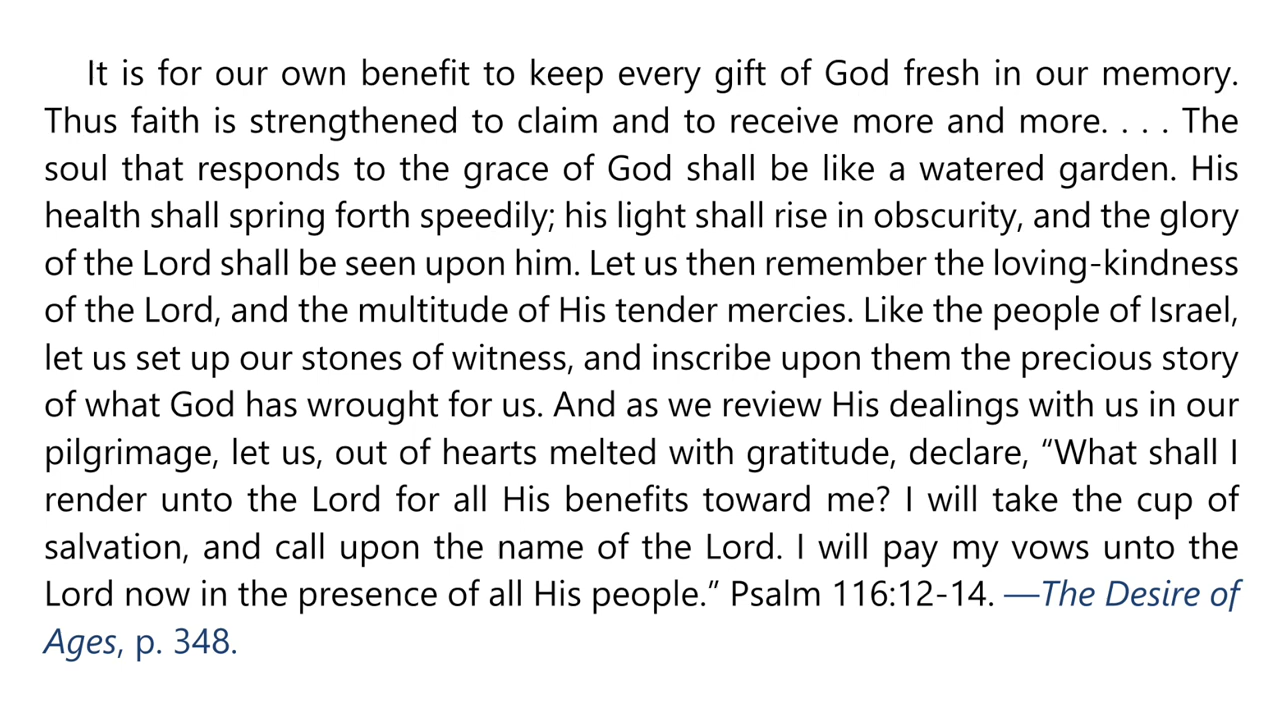 It is for our own benefit to keep every gift of God fresh in our memory.
Thus faith is strengthened to claim and to receive more and more. . . . The
soul that responds to the grace of God shall be like a watered garden. His
health shall spring forth speedily; his light shall rise in obscurity, and the glory
of the Lord shall be seen upon him. Let us then remember the loving-kindness
of the Lord, and the multitude of His tender mercies. Like the people of Israel,
let us set up our stones of witness, and inscribe upon them the precious story
of what God has wrought for us. And as we review His dealings with us in our
pilgrimage, let us, out of hearts melted with gratitude, declare, “What shall I
render unto the Lord for all His benefits toward me? I will take the cup of
salvation, and call upon the name of the Lord. I will pay my vows unto the
Lord now in the presence of all His people.” Psalm 116:12-14. —The Desire of
Ages, p. 348.